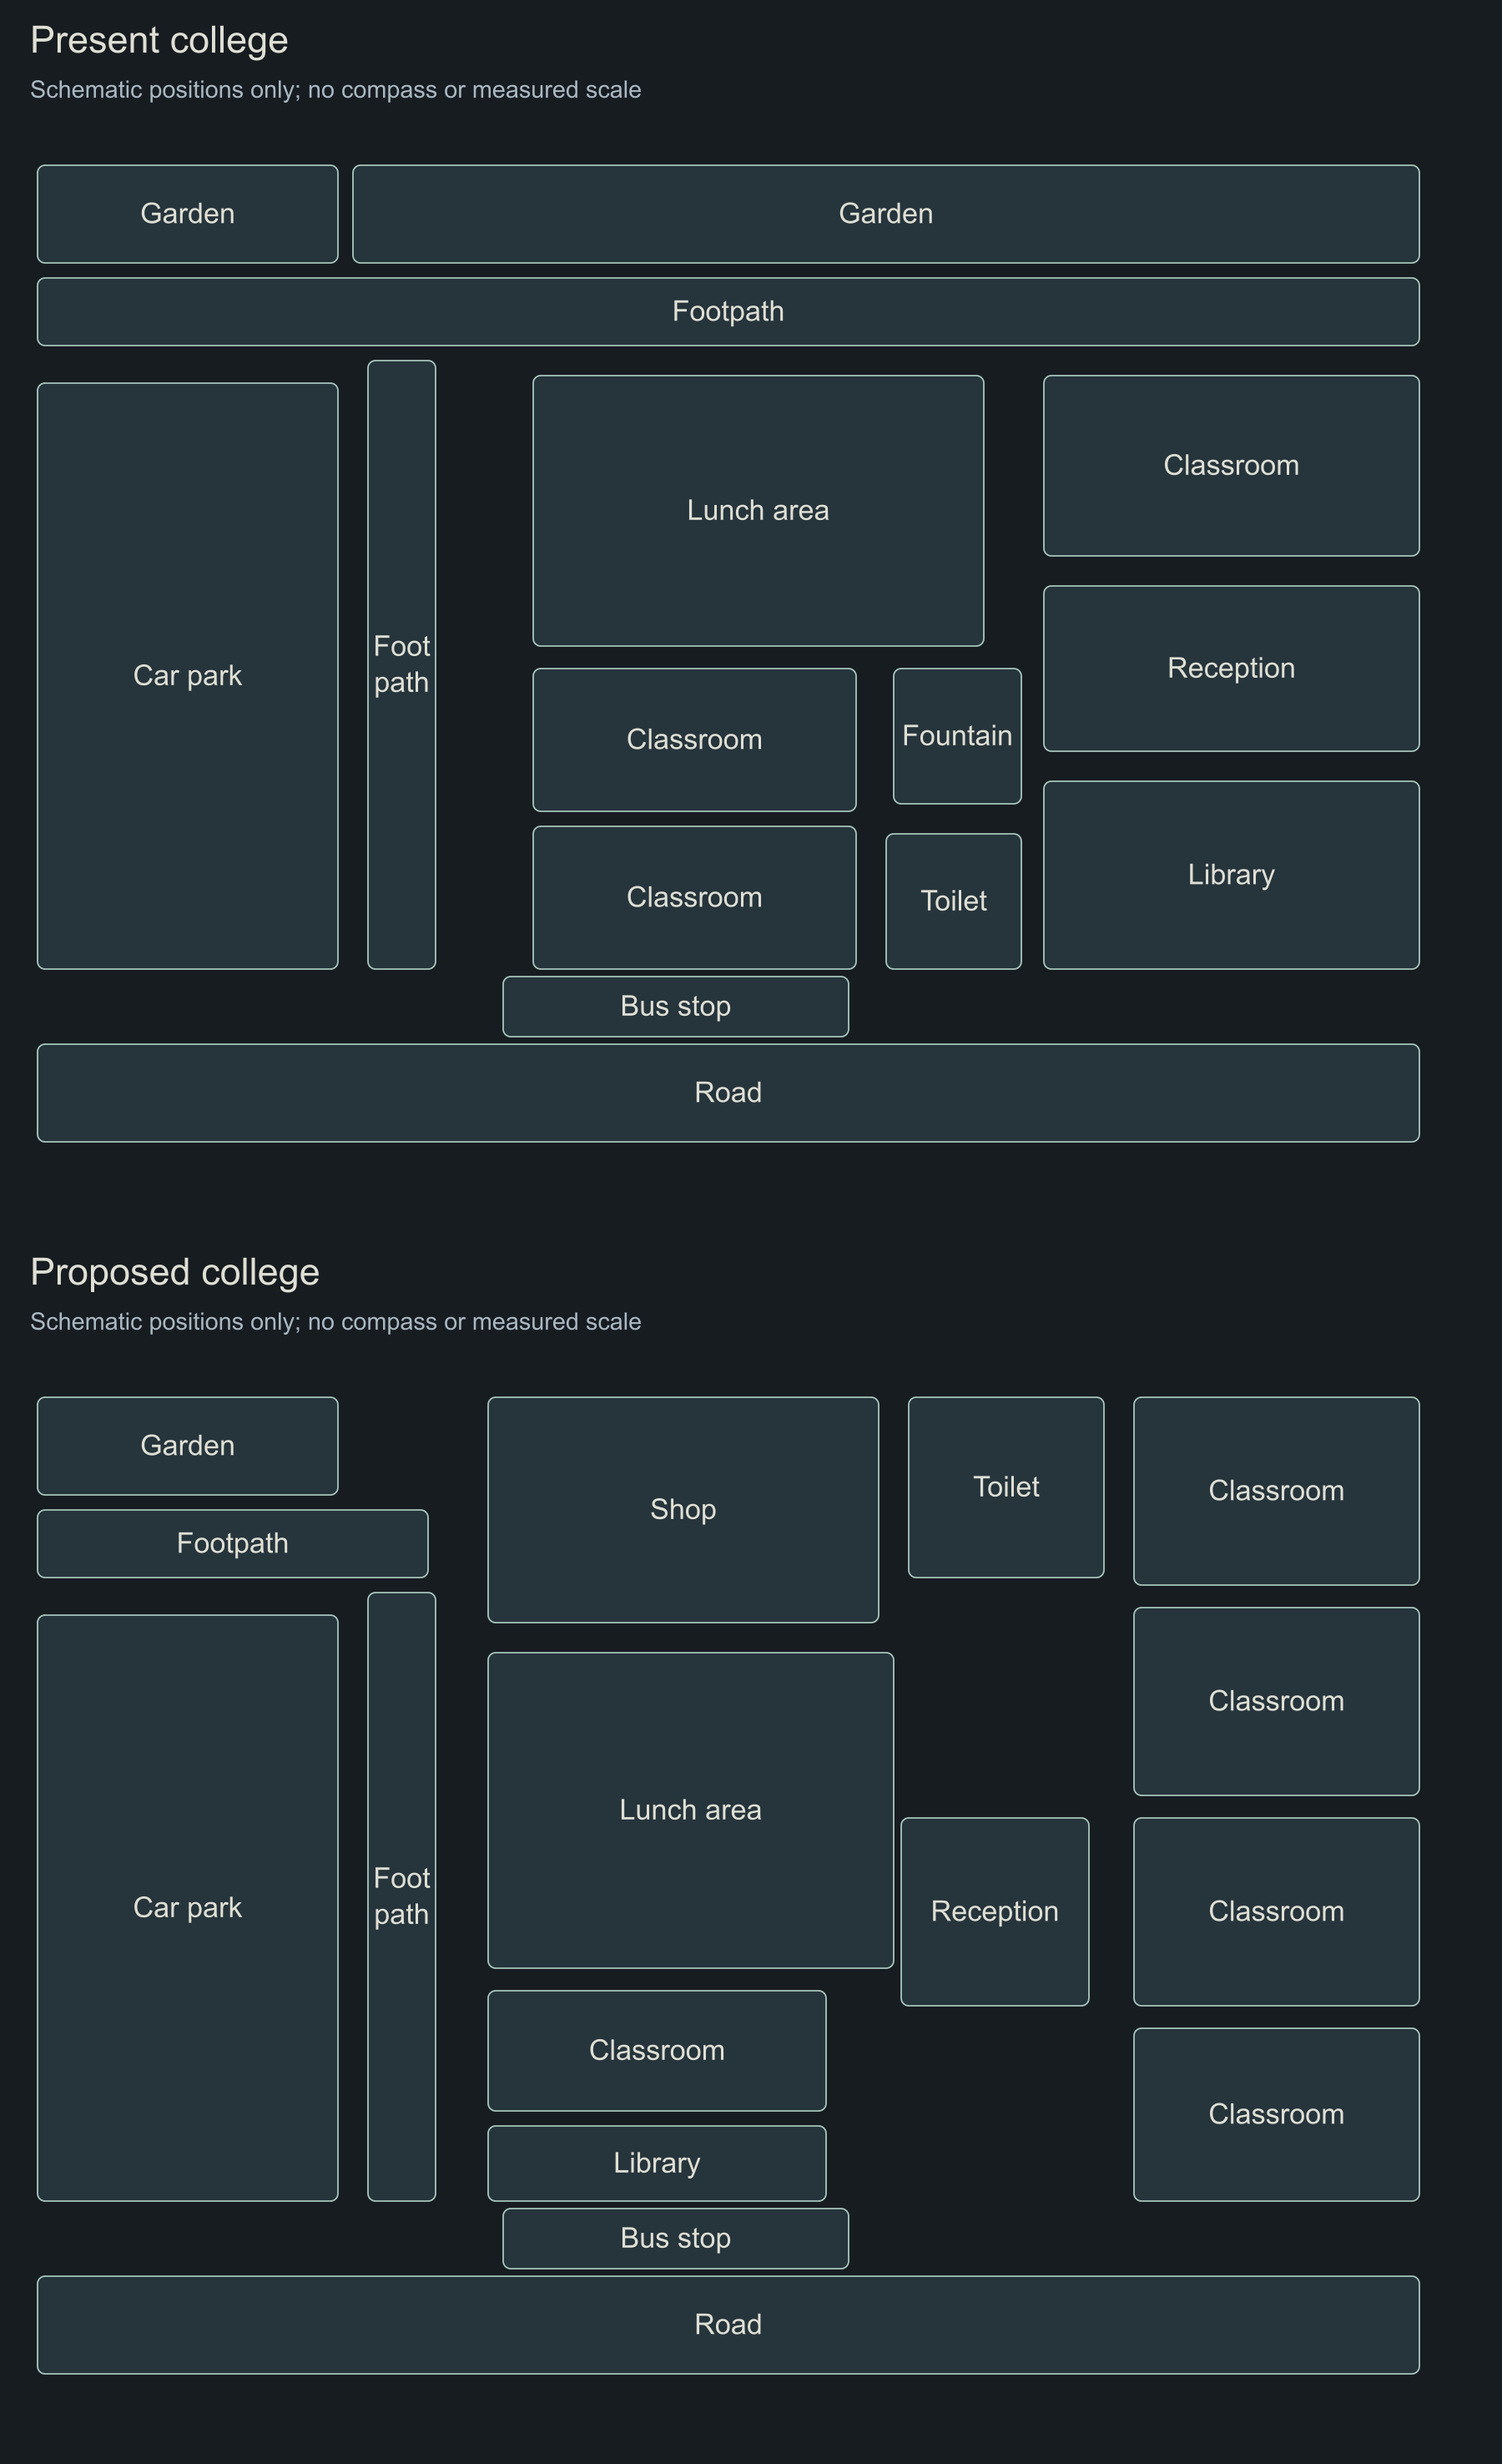 Present college
Schematic positions only; no compass or measured scale
Garden
Garden
Footpath
Car park
Foot
path
Lunch area
Classroom
Reception
Classroom
Fountain
Library
Classroom
Toilet
Bus stop
Road
Proposed college
Schematic positions only; no compass or measured scale
Garden
Footpath
Shop
Toilet
Classroom
Car park
Foot
path
Lunch area
Classroom
Reception
Classroom
Classroom
Library
Classroom
Bus stop
Road